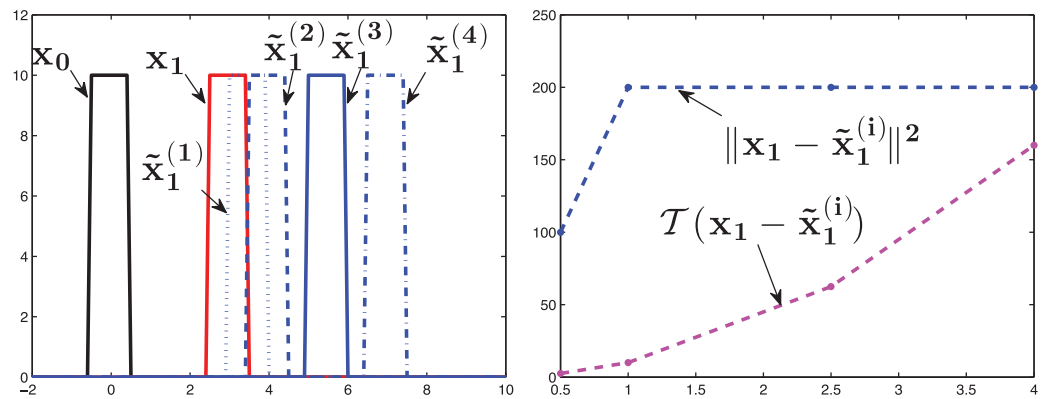 12
10
8
6
4
2
0
-2 0 2 4 6 8 10
x₀
x₁
x̃₁⁽¹⁾
x̃₁⁽²⁾
x̃₁⁽³⁾
x̃₁⁽⁴⁾
250
200
150
100
50
0
0.5 1 1.5 2 2.5 3 3.5 4
‖x₁ − x̃₁⁽ⁱ⁾‖²
𝒯(x₁ − x̃₁⁽ⁱ⁾)